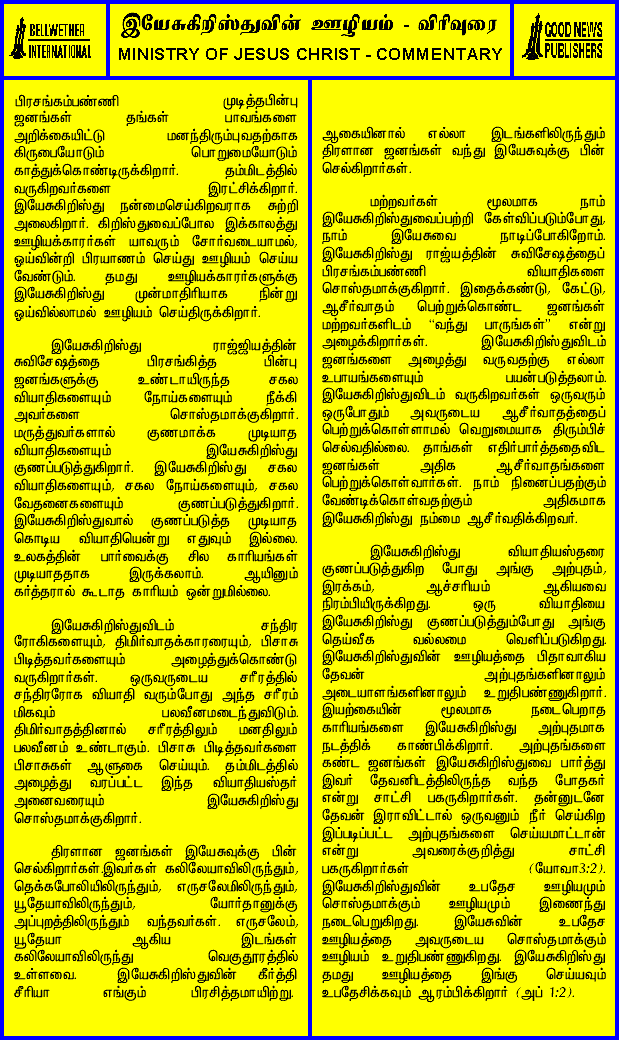 BELLWETHER
INTERNATIONAL
இயேசுகிறிஸ்துவின் ஊழியம் - விரிவுரை
MINISTRY OF JESUS CHRIST - COMMENTARY
GOOD NEWS
PUBLISHERS
பிரசங்கம்பண்ணி முடித்தபின்பு
ஜனங்கள் தங்கள் பாவங்களை
அறிக்கையிட்டு மனந்திரும்புவதற்காக
கிருபையோடும் பொறுமையோடும்
காத்துக்கொண்டிருக்கிறார். தம்மிடத்தில்
வருகிறவர்களை இரட்சிக்கிறார்.
இயேசுகிறிஸ்து நன்மைசெய்கிறவராக சுற்றி
அலைகிறார். கிறிஸ்துவைப்போல இக்காலத்து
ஊழியக்காரர்கள் யாவரும் சோர்வடையாமல்,
ஓய்வின்றி பிரயாணம் செய்து ஊழியம் செய்ய
வேண்டும். தமது ஊழியக்காரர்களுக்கு
இயேசுகிறிஸ்து முன்மாதிரியாக நின்று
ஓய்வில்லாமல் ஊழியம் செய்திருக்கிறார்.
இயேசுகிறிஸ்து ராஜ்ஜியத்தின்
சுவிசேஷத்தை பிரசங்கித்த பின்பு
ஜனங்களுக்கு உண்டாயிருந்த சகல
வியாதிகளையும் நோய்களையும் நீக்கி
அவர்களை சொஸ்தமாக்குகிறார்.
மருத்துவர்களால் குணமாக்க முடியாத
வியாதிகளையும் இயேசுகிறிஸ்து
குணப்படுத்துகிறார். இயேசுகிறிஸ்து சகல
வியாதிகளையும், சகல நோய்களையும், சகல
வேதனைகளையும் குணப்படுத்துகிறார்.
இயேசுகிறிஸ்துவால் குணப்படுத்த முடியாத
கொடிய வியாதியென்று எதுவும் இல்லை.
உலகத்தின் பார்வைக்கு சில காரியங்கள்
முடியாததாக இருக்கலாம். ஆயினும்
கர்த்தரால் கூடாத காரியம் ஒன்றுமில்லை.
இயேசுகிறிஸ்துவிடம் சந்திர
ரோகிகளையும், திமிர்வாதக்காரரையும், பிசாசு
பிடித்தவர்களையும் அழைத்துக்கொண்டு
வருகிறார்கள். ஒருவருடைய சரீரத்தில்
சந்திரரோக வியாதி வரும்போது அந்த சரீரம்
மிகவும் பலவீனமடைந்துவிடும்.
திமிர்வாதத்தினால் சரீரத்திலும் மனதிலும்
பலவீனம் உண்டாகும். பிசாசு பிடித்தவர்களை
பிசாசுகள் ஆளுகை செய்யும். தம்மிடத்தில்
அழைத்து வரப்பட்ட இந்த வியாதியஸ்தர்
அனைவரையும் இயேசுகிறிஸ்து
சொஸ்தமாக்குகிறார்.
திரளான ஜனங்கள் இயேசுவுக்கு பின்
செல்கிறார்கள்.இவர்கள் கலிலேயாவிலிருந்தும்,
தெக்கபோலியிலிருந்தும், எருசலேமிலிருந்தும்,
யூதேயாவிலிருந்தும், யோர்தானுக்கு
அப்புறத்திலிருந்தும் வந்தவர்கள். எருசலேம்,
யூதேயா ஆகிய இடங்கள்
கலிலேயாவிலிருந்து வெகுதூரத்தில்
உள்ளவை. இயேசுகிறிஸ்துவின் கீர்த்தி
சீரியா எங்கும் பிரசித்தமாயிற்று.
ஆகையினால் எல்லா இடங்களிலிருந்தும்
திரளான ஜனங்கள் வந்து இயேசுவுக்கு பின்
செல்கிறார்கள்.
மற்றவர்கள் மூலமாக நாம்
இயேசுகிறிஸ்துவைப்பற்றி கேள்விப்படும்போது,
நாம் இயேசுவை நாடிப்போகிறோம்.
இயேசுகிறிஸ்து ராஜ்யத்தின் சுவிசேஷத்தைப்
பிரசங்கம்பண்ணி வியாதிகளை
சொஸ்தமாக்குகிறார். இதைக்கண்டு, கேட்டு,
ஆசீர்வாதம் பெற்றுக்கொண்ட ஜனங்கள்
மற்றவர்களிடம் “வந்து பாருங்கள்” என்று
அழைக்கிறார்கள். இயேசுகிறிஸ்துவிடம்
ஜனங்களை அழைத்து வருவதற்கு எல்லா
உபாயங்களையும் பயன்படுத்தலாம்.
இயேசுகிறிஸ்துவிடம் வருகிறவர்கள் ஒருவரும்
ஒருபோதும் அவருடைய ஆசீர்வாதத்தைப்
பெற்றுக்கொள்ளாமல் வெறுமையாக திரும்பிச்
செல்வதில்லை. தாங்கள் எதிர்பார்த்ததைவிட
ஜனங்கள் அதிக ஆசீர்வாதங்களை
பெற்றுக்கொள்வார்கள். நாம் நினைப்பதற்கும்
வேண்டிக்கொள்வதற்கும் அதிகமாக
இயேசுகிறிஸ்து நம்மை ஆசீர்வதிக்கிறவர்.
இயேசுகிறிஸ்து வியாதியஸ்தரை
குணப்படுத்துகிற போது அங்கு அற்புதம்,
இரக்கம், ஆச்சரியம் ஆகியவை
நிரம்பியிருக்கிறது. ஒரு வியாதியை
இயேசுகிறிஸ்து குணப்படுத்தும்போது அங்கு
தெய்வீக வல்லமை வெளிப்படுகிறது.
இயேசுகிறிஸ்துவின் ஊழியத்தை பிதாவாகிய
தேவன் அற்புதங்களினாலும்
அடையாளங்களினாலும் உறுதிபண்ணுகிறார்.
இயற்கையின் மூலமாக நடைபெறாத
காரியங்களை இயேசுகிறிஸ்து அற்புதமாக
நடத்திக் காண்பிக்கிறார். அற்புதங்களை
கண்ட ஜனங்கள் இயேசுகிறிஸ்துவை பார்த்து
இவர் தேவனிடத்திலிருந்த வந்த போதகர்
என்று சாட்சி பகருகிறார்கள். தன்னுடனே
தேவன் இராவிட்டால் ஒருவனும் நீர் செய்கிற
இப்படிப்பட்ட அற்புதங்களை செய்யமாட்டான்
என்று அவரைக்குறித்து சாட்சி
பகருகிறார்கள் (யோவா3:2).
இயேசுகிறிஸ்துவின் உபதேச ஊழியமும்
சொஸ்தமாக்கும் ஊழியமும் இணைந்து
நடைபெறுகிறது. இயேசுவின் உபதேச
ஊழியத்தை அவருடைய சொஸ்தமாக்கும்
ஊழியம் உறுதிபண்ணுகிறது. இயேசுகிறிஸ்து
தமது ஊழியத்தை இங்கு செய்யவும்
உபதேசிக்கவும் ஆரம்பிக்கிறார் (அப் 1:2).